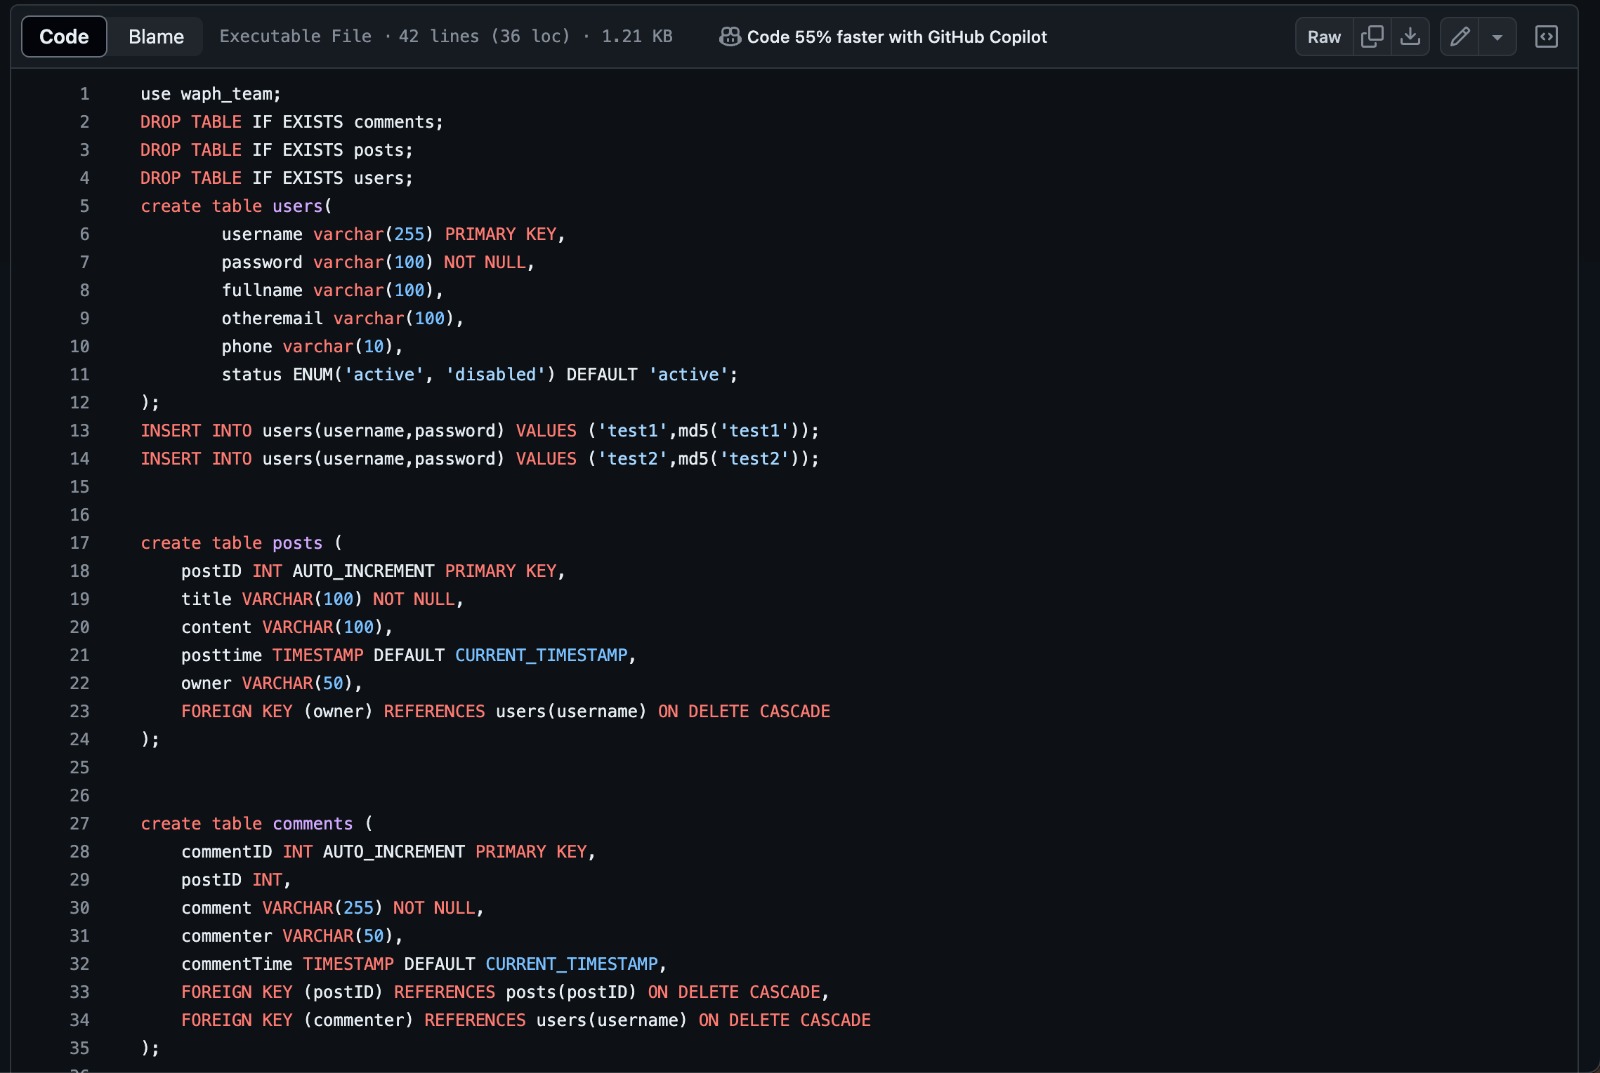 Code Blame Executable File · 42 lines (36 loc) · 1.21 KB Code 55% faster with GitHub Copilot Raw
1 use waph_team;
2 DROP TABLE IF EXISTS comments;
3 DROP TABLE IF EXISTS posts;
4 DROP TABLE IF EXISTS users;
5 create table users(
6 username varchar(255) PRIMARY KEY,
7 password varchar(100) NOT NULL,
8 fullname varchar(100),
9 otheremail varchar(100),
10 phone varchar(10),
11 status ENUM('active', 'disabled') DEFAULT 'active';
12 );
13 INSERT INTO users(username,password) VALUES ('test1',md5('test1'));
14 INSERT INTO users(username,password) VALUES ('test2',md5('test2'));
15
16
17 create table posts (
18 postID INT AUTO_INCREMENT PRIMARY KEY,
19 title VARCHAR(100) NOT NULL,
20 content VARCHAR(100),
21 posttime TIMESTAMP DEFAULT CURRENT_TIMESTAMP,
22 owner VARCHAR(50),
23 FOREIGN KEY (owner) REFERENCES users(username) ON DELETE CASCADE
24 );
25
26
27 create table comments (
28 commentID INT AUTO_INCREMENT PRIMARY KEY,
29 postID INT,
30 comment VARCHAR(255) NOT NULL,
31 commenter VARCHAR(50),
32 commentTime TIMESTAMP DEFAULT CURRENT_TIMESTAMP,
33 FOREIGN KEY (postID) REFERENCES posts(postID) ON DELETE CASCADE,
34 FOREIGN KEY (commenter) REFERENCES users(username) ON DELETE CASCADE
35 );